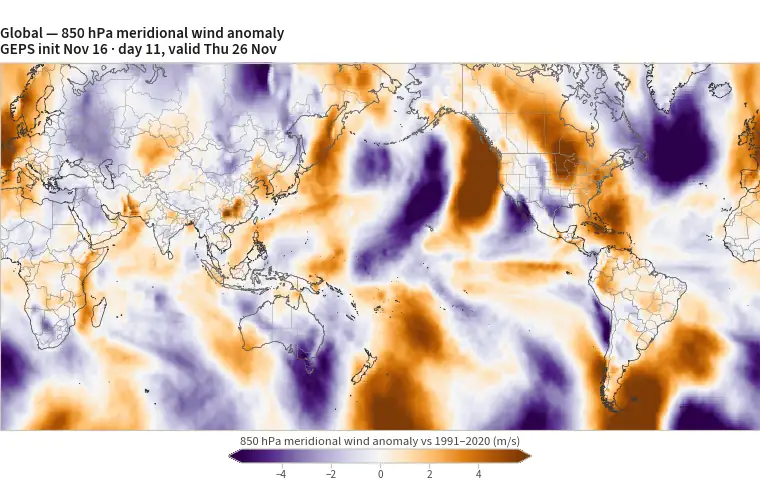 Global — 850 hPa meridional wind anomaly
GEPS init Nov 16 · day 11, valid Thu 26 Nov
850 hPa meridional wind anomaly vs 1991–2020 (m/s)
−4 −2 0 2 4